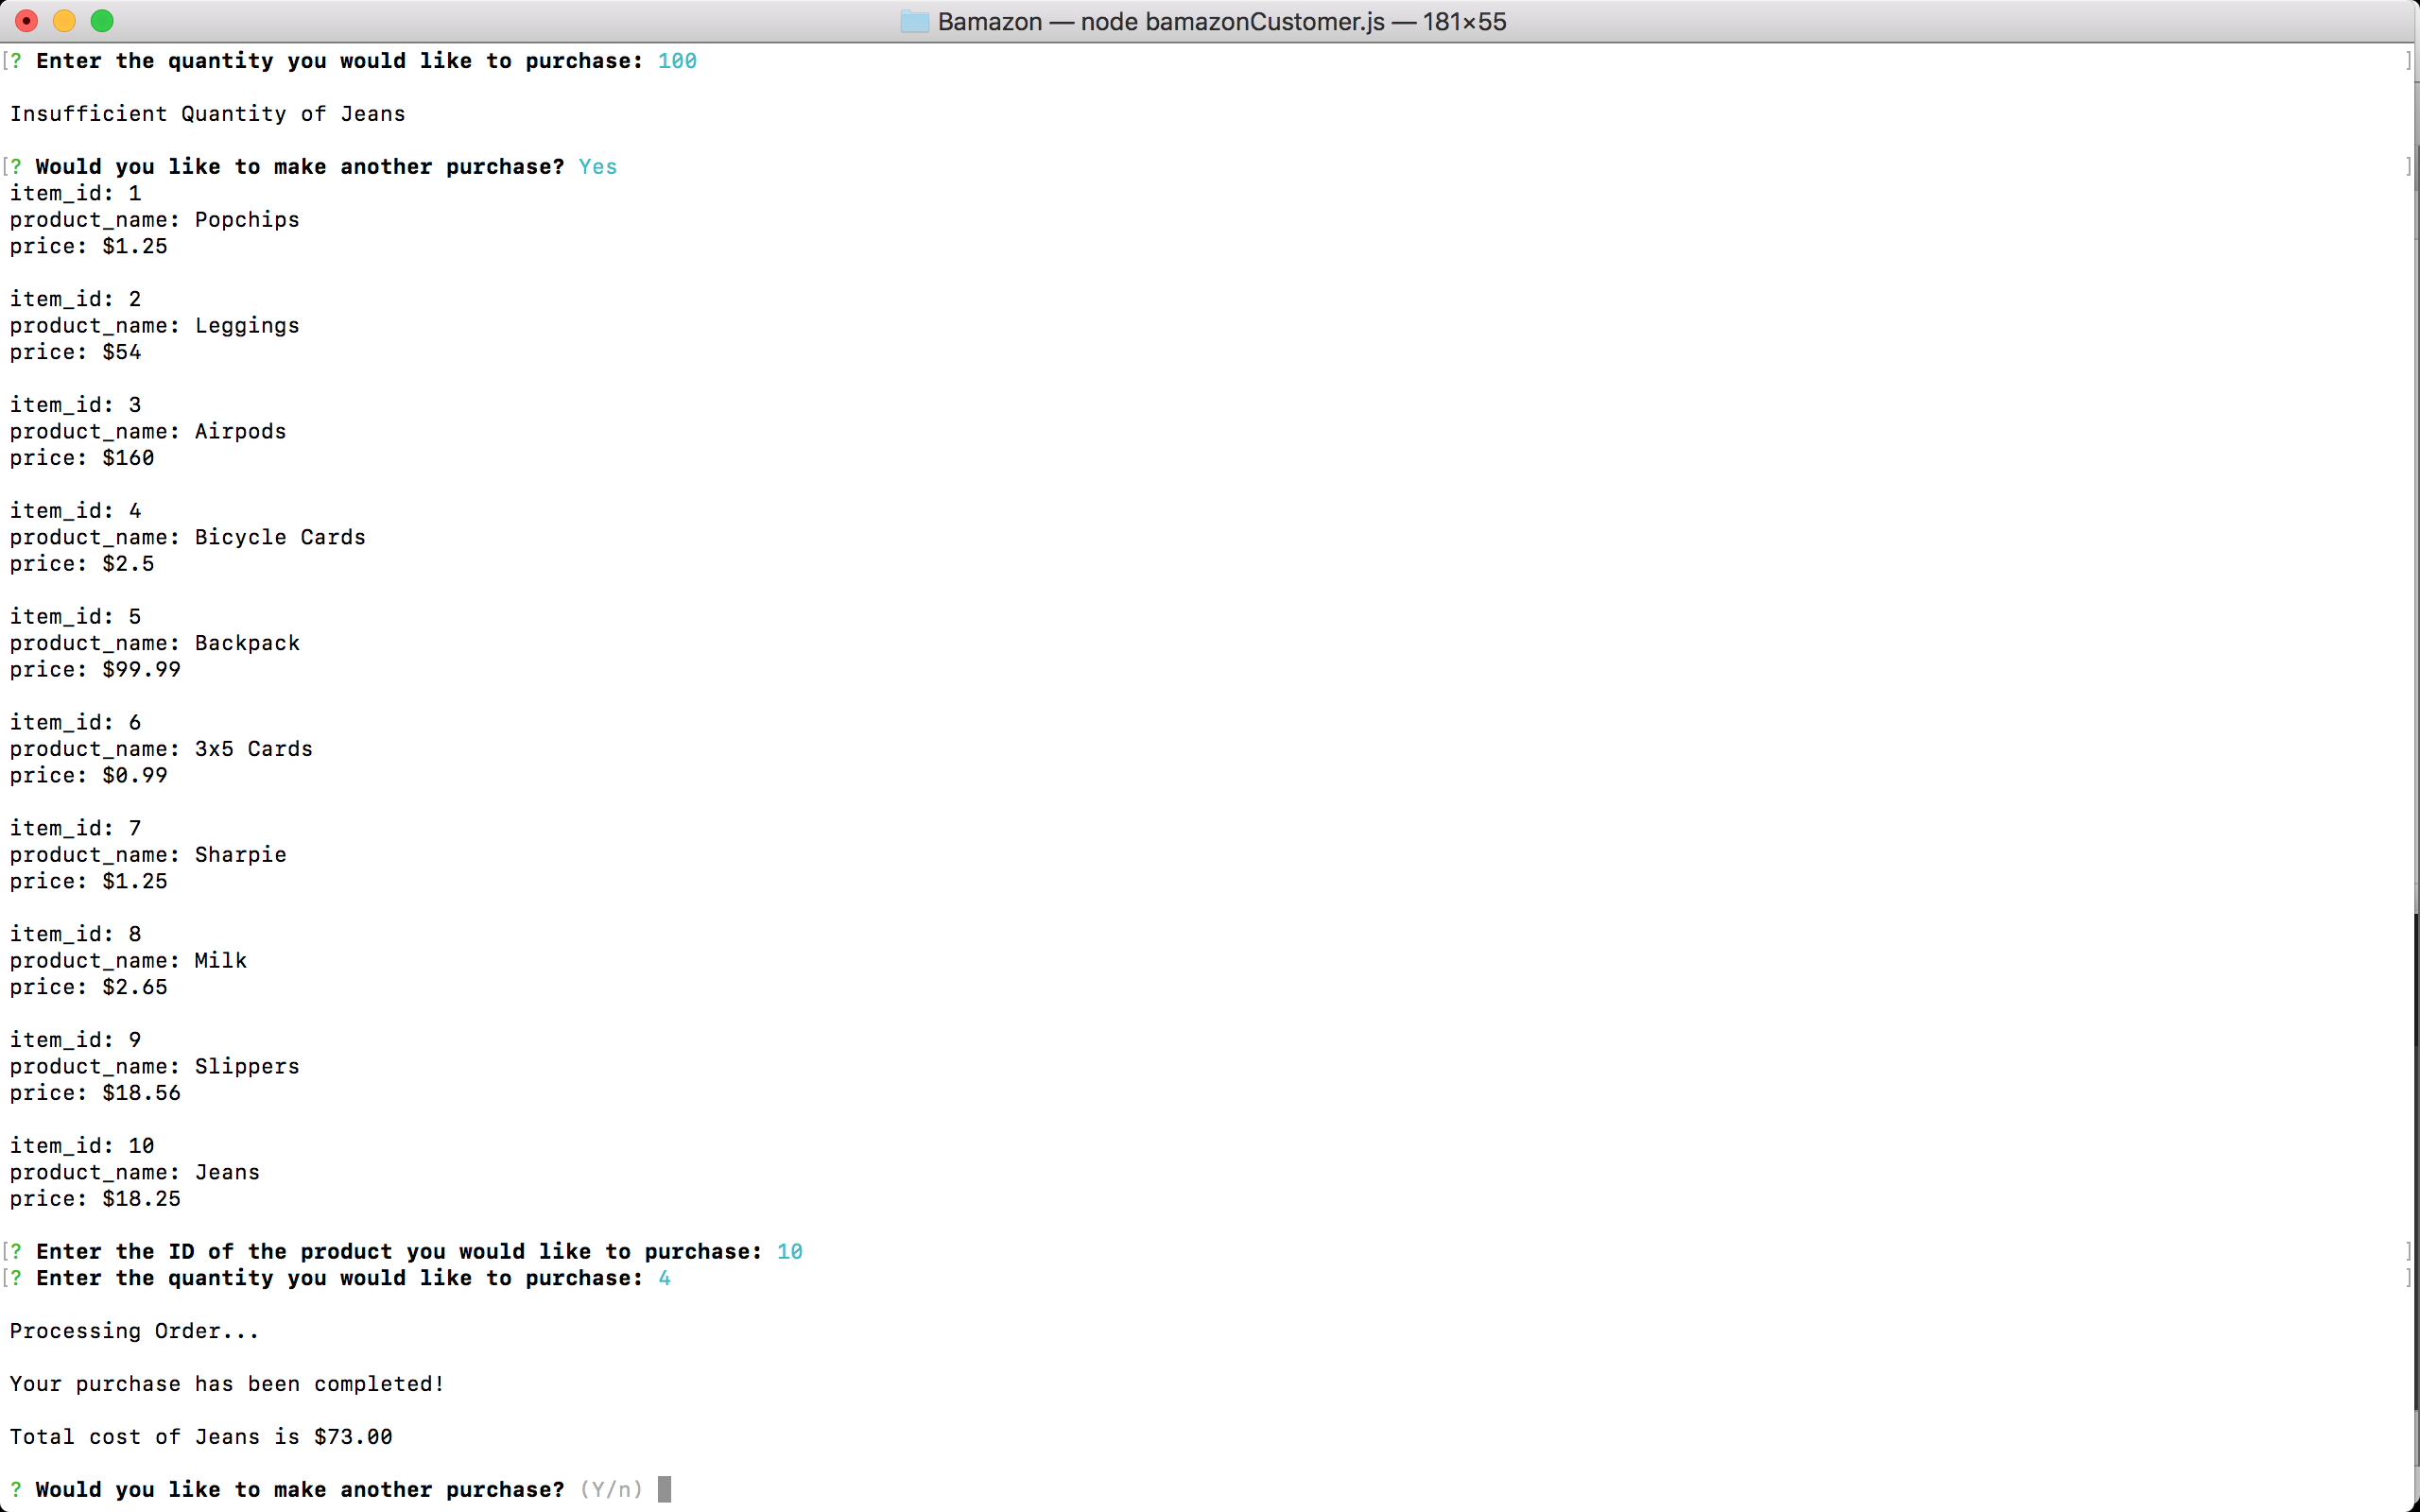 Bamazon — node bamazonCustomer.js — 181×55
[? Enter the quantity you would like to purchase: 100 ]
Insufficient Quantity of Jeans
[? Would you like to make another purchase? Yes ]
item_id: 1
product_name: Popchips
price: $1.25
item_id: 2
product_name: Leggings
price: $54
item_id: 3
product_name: Airpods
price: $160
item_id: 4
product_name: Bicycle Cards
price: $2.5
item_id: 5
product_name: Backpack
price: $99.99
item_id: 6
product_name: 3x5 Cards
price: $0.99
item_id: 7
product_name: Sharpie
price: $1.25
item_id: 8
product_name: Milk
price: $2.65
item_id: 9
product_name: Slippers
price: $18.56
item_id: 10
product_name: Jeans
price: $18.25
[? Enter the ID of the product you would like to purchase: 10 ]
[? Enter the quantity you would like to purchase: 4 ]
Processing Order...
Your purchase has been completed!
Total cost of Jeans is $73.00
? Would you like to make another purchase? (Y/n)